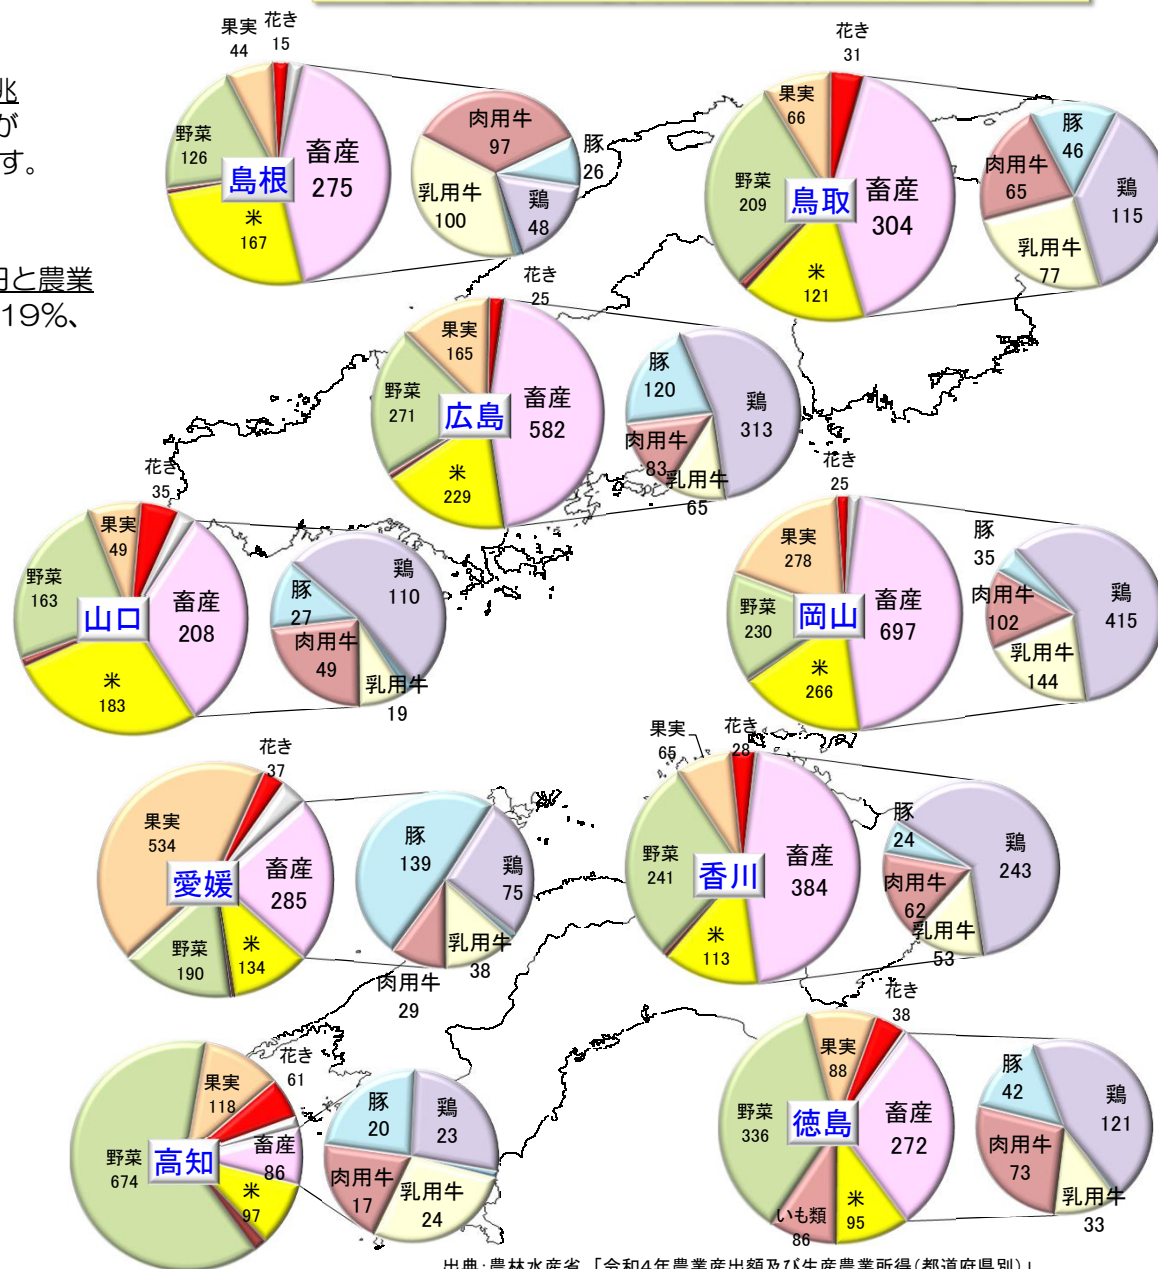 兆
が
す。
日と農業
19%、
果実
44
花き
15
野菜
126
島根
畜産
275
米
167
肉用牛
97
豚
26
乳用牛
100
鶏
48
花き
31
果実
66
野菜
209
鳥取
畜産
304
米
121
豚
46
肉用牛
65
鶏
115
乳用牛
77
花き
25
果実
165
野菜
271
広島
畜産
582
米
229
豚
120
鶏
313
肉用牛
83
乳用牛
65
花き
35
果実
49
野菜
163
山口
畜産
208
米
183
豚
27
鶏
110
肉用牛
49
乳用牛
19
花き
25
果実
278
野菜
230
岡山
畜産
697
米
266
豚
35
肉用牛
102
鶏
415
乳用牛
144
花き
37
果実
534
愛媛
畜産
285
野菜
190
米
134
豚
139
鶏
75
乳用牛
38
肉用牛
29
果実
65
花き
28
野菜
241
香川
畜産
384
米
113
豚
24
鶏
243
肉用牛
62
乳用牛
53
花き
61
果実
118
野菜
674
高知
畜産
86
米
97
豚
20
鶏
23
肉用牛
17
乳用牛
24
花き
38
果実
88
野菜
336
徳島
畜産
272
いも類
86
米
95
豚
42
鶏
121
肉用牛
73
乳用牛
33
出典:農林水産省 「令和4年農業産出額及び生産農業所得(都道府県別)」